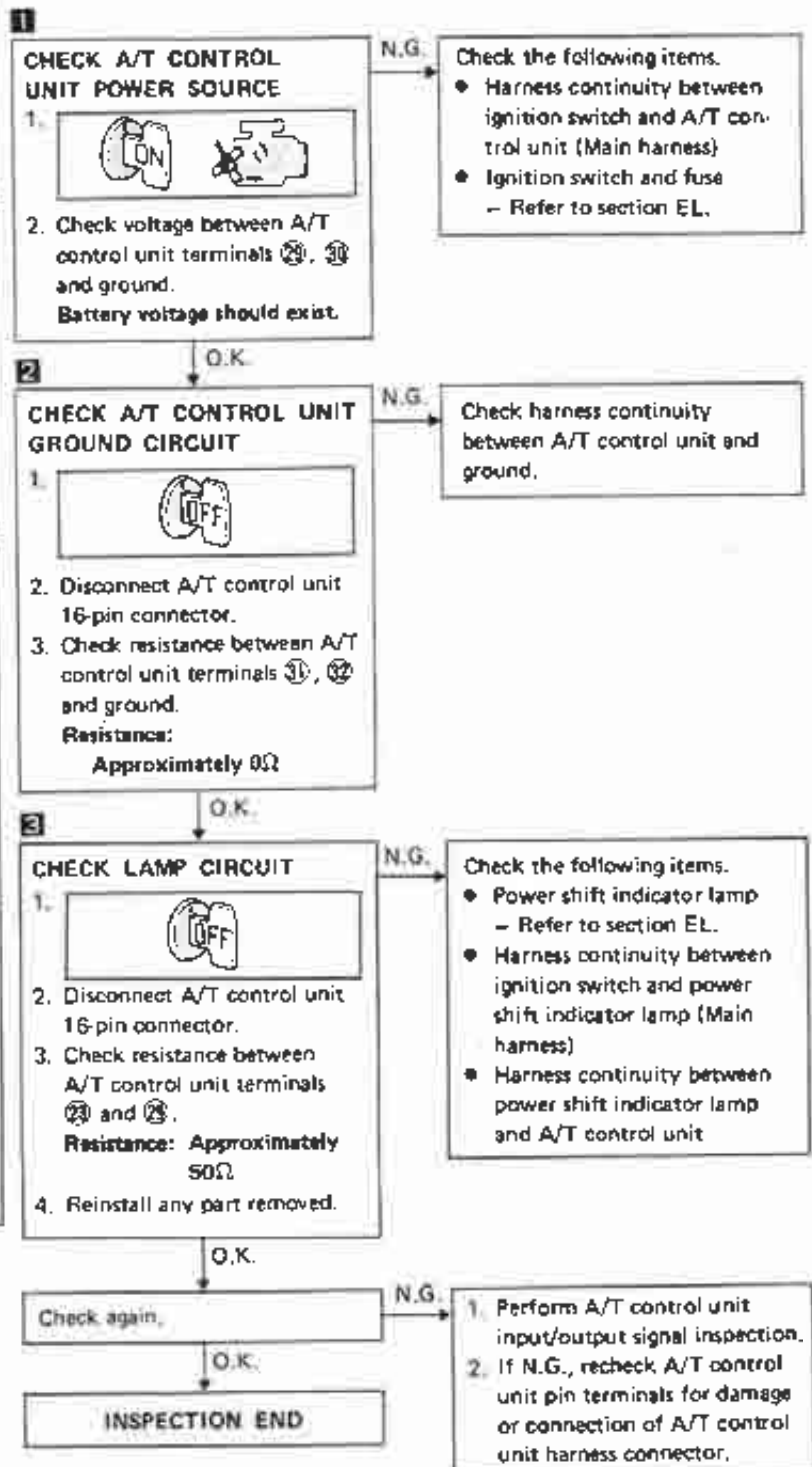 1
CHECK A/T CONTROL
UNIT POWER SOURCE
1.
ON
2. Check voltage between A/T
control unit terminals ㉙, ㉚
and ground.
Battery voltage should exist.
N.G.
Check the following items.
● Harness continuity between
ignition switch and A/T con-
trol unit (Main harness)
● Ignition switch and fuse
– Refer to section EL.
O.K.
2
CHECK A/T CONTROL UNIT
GROUND CIRCUIT
1.
OFF
2. Disconnect A/T control unit
16-pin connector.
3. Check resistance between A/T
control unit terminals ㉛, ㉜
and ground.
Resistance:
Approximately 0Ω
N.G.
Check harness continuity
between A/T control unit and
ground.
O.K.
3
CHECK LAMP CIRCUIT
1.
OFF
2. Disconnect A/T control unit
16-pin connector.
3. Check resistance between
A/T control unit terminals
and
Resistance: Approximately
50Ω
4. Reinstall any part removed.
N.G.
Check the following items.
● Power shift indicator lamp
– Refer to section EL.
● Harness continuity between
ignition switch and power
shift indicator lamp (Main
harness)
● Harness continuity between
power shift indicator lamp
and A/T control unit
O.K.
Check again.
N.G.
1. Perform A/T control unit
input/output signal inspection.
2. If N.G., recheck A/T control
unit pin terminals for damage
or connection of A/T control
unit harness connector.
O.K.
INSPECTION END